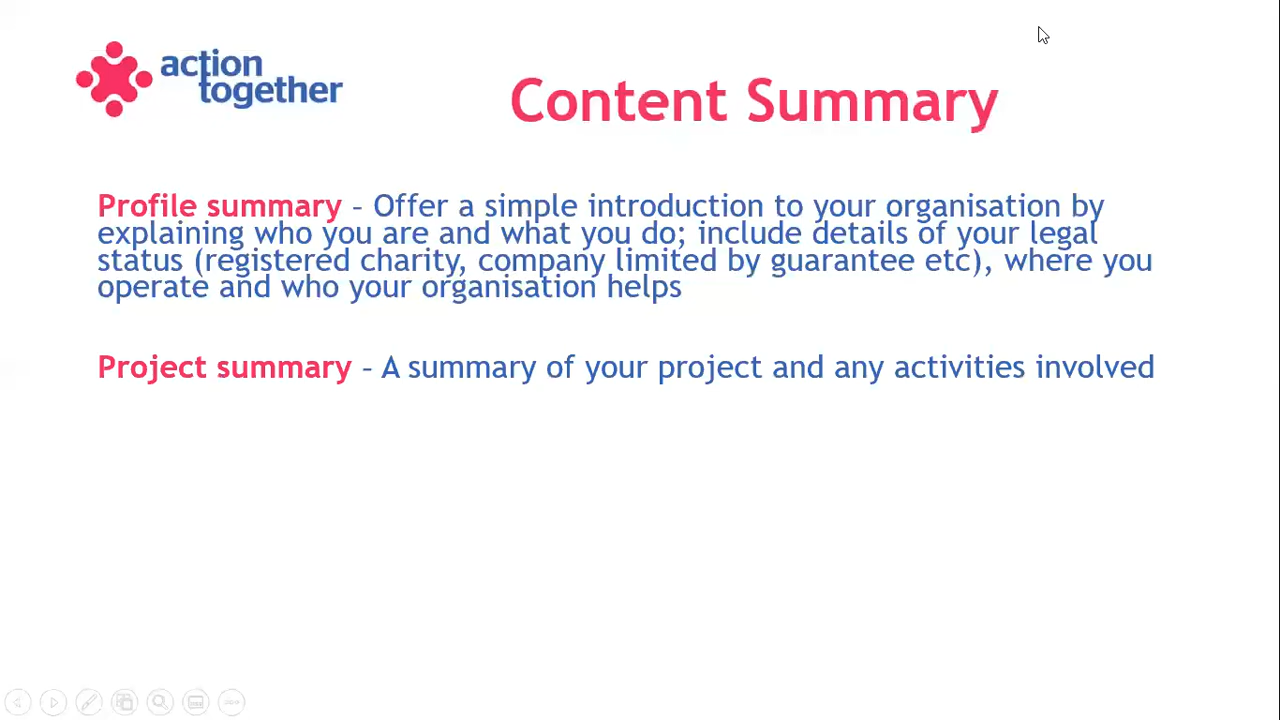 action
together
Content Summary
Profile summary – Offer a simple introduction to your organisation by
explaining who you are and what you do; include details of your legal
status (registered charity, company limited by guarantee etc), where you
operate and who your organisation helps
Project summary – A summary of your project and any activities involved